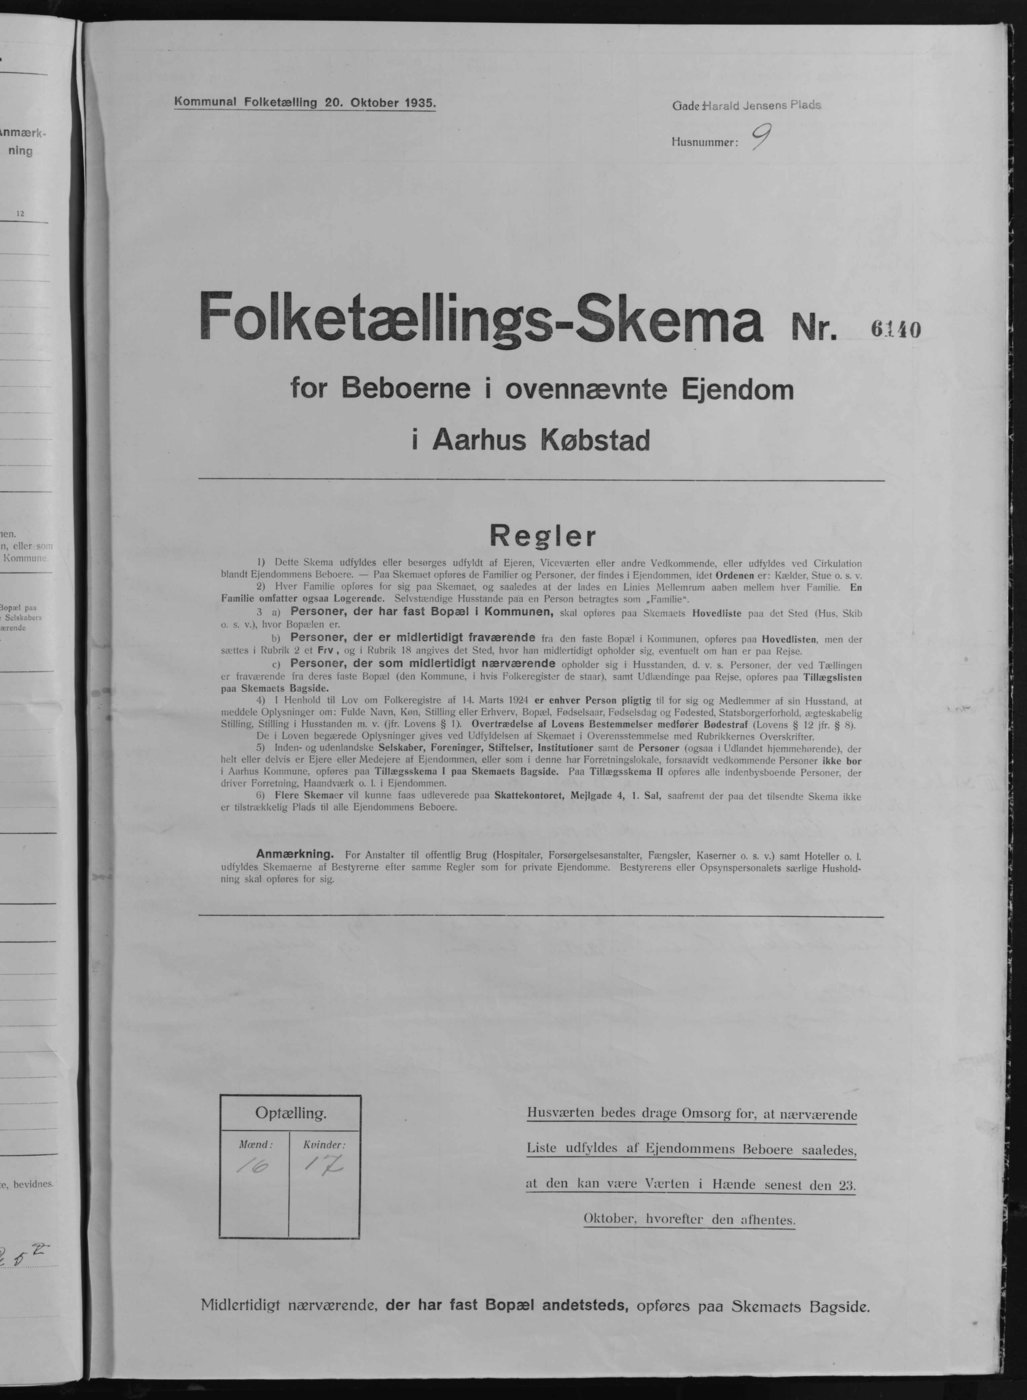 Anmærk-
ning
12
n, eller som
Kommune.
Bopæl paa
Selskabers
værende
e, bevidnes.
Kommunal Folketælling 20. Oktober 1935.
Gade: Harald Jensens Plads
Husnummer: 9
Folketællings-Skema Nr. 6140
for Beboerne i ovennævnte Ejendom
i Aarhus Købstad
Regler
1) Dette Skema udfyldes eller besørges udfyldt af Ejeren, Viceværten eller andre Vedkommende, eller udfyldes ved Cirkulation
blandt Ejendommens Beboere. — Paa Skemaet opføres de Familier og Personer, der findes i Ejendommen, idet Ordenen er: Kælder, Stue o. s. v.
2) Hver Familie opføres for sig paa Skemaet, og saaledes at der lades en Linies Mellemrum aaben mellem hver Familie. En
Familie omfatter ogsaa Logerende. Selvstændige Husstande paa en Person betragtes som „Familie“.
3 a) Personer, der har fast Bopæl i Kommunen, skal opføres paa Skemaets Hovedliste paa det Sted (Hus, Skib
o. s. v.), hvor Bopælen er.
b) Personer, der er midlertidigt fraværende fra den faste Bopæl i Kommunen, opføres paa Hovedlisten, men der
sættes i Rubrik 2 et Frv, og i Rubrik 18 angives det Sted, hvor han midlertidigt opholder sig, eventuelt om han er paa Rejse.
c) Personer, der som midlertidigt nærværende opholder sig i Husstanden, d. v. s. Personer, der ved Tællingen
er fraværende fra deres faste Bopæl (den Kommune, i hvis Folkeregister de staar), samt Udlændinge paa Rejse, opføres paa Tillægslisten
paa Skemaets Bagside.
4) I Henhold til Lov om Folkeregistre af 14. Marts 1924 er enhver Person pligtig til for sig og Medlemmer af sin Husstand, at
meddele Oplysninger om: Fulde Navn, Køn, Stilling eller Erhverv, Bopæl, Fødselsaar, Fødselsdag og Fødested, Statsborgerforhold, ægteskabelig
Stilling, Stilling i Husstanden m. v. (jfr. Lovens § 1). Overtrædelse af Lovens Bestemmelser medfører Bødestraf (Lovens § 12 jfr. § 8).
De i Loven begærede Oplysninger gives ved Udfyldelsen af Skemaet i Overensstemmelse med Rubrikkernes Overskrifter.
5) Inden- og udenlandske Selskaber, Foreninger, Stiftelser, Institutioner samt de Personer (ogsaa i Udlandet hjemmehørende), der
helt eller delvis er Ejere eller Medejere af Ejendommen, eller som i denne har Forretningslokale, forsaavidt vedkommende Personer ikke bor
i Aarhus Kommune, opføres paa Tillægsskema I paa Skemaets Bagside. Paa Tillægsskema II opføres alle indenbysboende Personer, der
driver Forretning, Haandværk o. l. i Ejendommen.
6) Flere Skemaer vil kunne faas udleverede paa Skattekontoret, Mejlgade 4, 1. Sal, saafremt der paa det tilsendte Skema ikke
er tilstrækkelig Plads til alle Ejendommens Beboere.
Anmærkning. For Anstalter til offentlig Brug (Hospitaler, Forsørgelsesanstalter, Fængsler, Kaserner o. s. v.) samt Hoteller o. l.
udfyldes Skemaerne af Bestyrerne efter samme Regler som for private Ejendomme. Bestyrerens eller Opsynspersonalets særlige Hushold-
ning skal opføres for sig.
Optælling.
Mænd: Kvinder:
16 17
Husværten bedes drage Omsorg for, at nærværende
Liste udfyldes af Ejendommens Beboere saaledes,
at den kan være Værten i Hænde senest den 23.
Oktober, hvorefter den afhentes.
Midlertidigt nærværende, der har fast Bopæl andetsteds, opføres paa Skemaets Bagside.